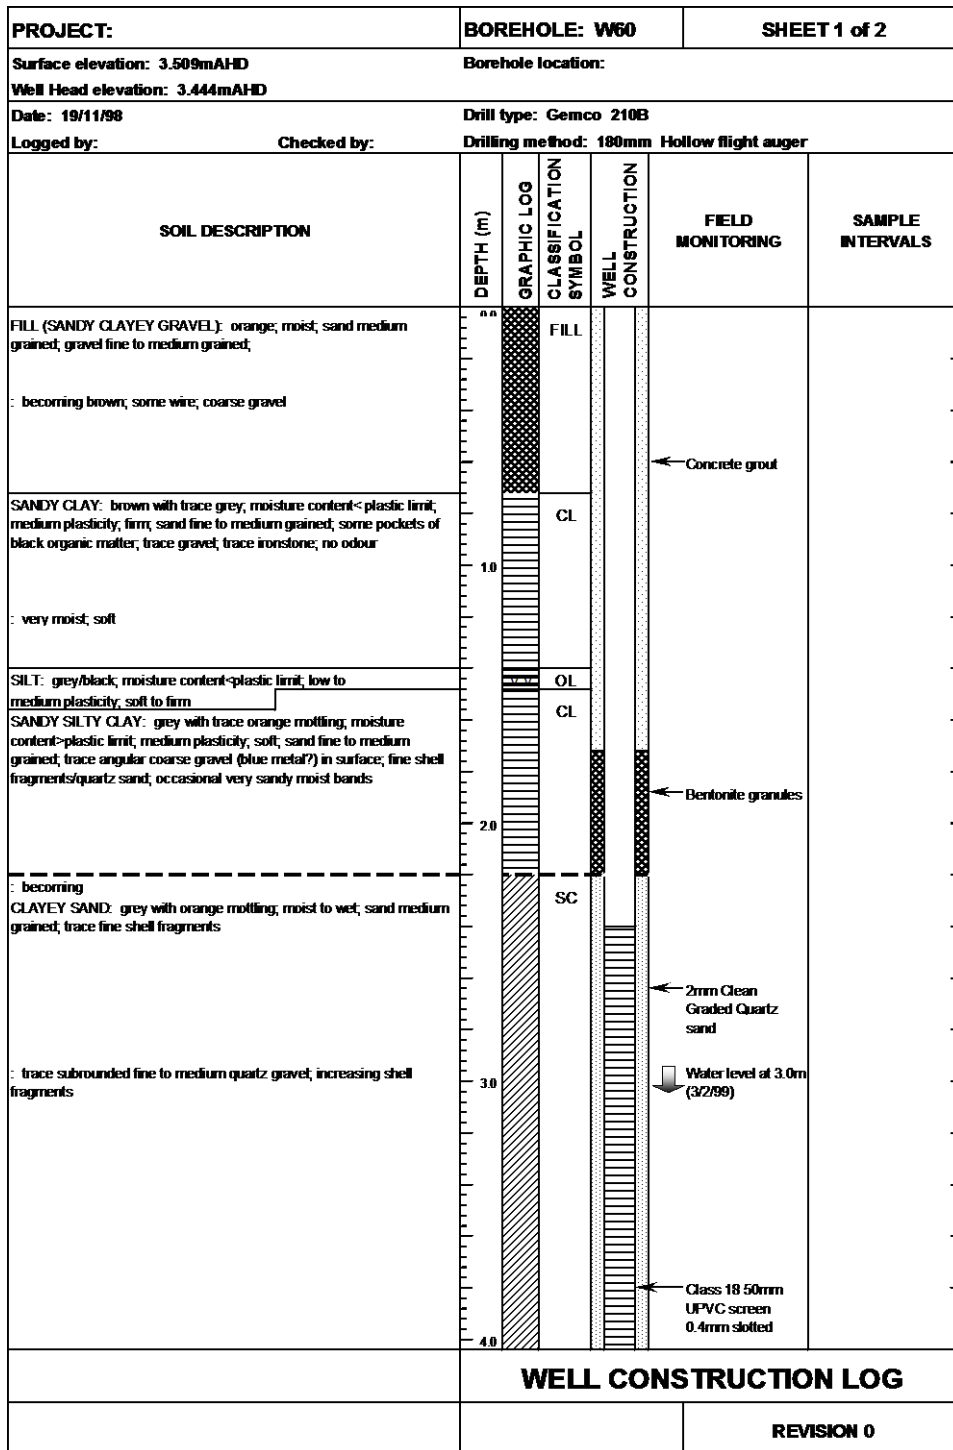 PROJECT:
BOREHOLE: W60
SHEET 1 of 2
Surface elevation: 3.509mAHD
Borehole location:
Well Head elevation: 3.444mAHD
Date: 19/11/98
Drill type: Gemco 210B
Logged by: Checked by:
Drilling method: 180mm Hollow flight auger
SOIL DESCRIPTION
DEPTH (m)
GRAPHIC LOG
CLASSIFICATION
SYMBOL
WELL
CONSTRUCTION
FIELD
MONITORING
SAMPLE
INTERVALS
0.0
FILL (SANDY CLAYEY GRAVEL): orange; moist; sand medium
grained; gravel fine to medium grained;
FILL
: becoming brown; some wire; coarse gravel
Concrete grout
SANDY CLAY: brown with trace grey; moisture content< plastic limit;
medium plasticity; firm; sand fine to medium grained; some pockets of
black organic matter; trace gravel; trace ironstone; no odour
CL
1.0
: very moist; soft
SILT: grey/black; moisture content<plastic limit; low to
medium plasticity; soft to firm
OL
SANDY SILTY CLAY: grey with trace orange mottling; moisture
content>plastic limit; medium plasticity; soft; sand fine to medium
grained; trace angular coarse gravel (blue metal?) in surface; fine shell
fragments/quartz sand; occasional very sandy moist bands
CL
Bentonite granules
2.0
: becoming
CLAYEY SAND: grey with orange mottling; moist to wet; sand medium
grained; trace fine shell fragments
SC
2mm Clean
Graded Quartz
sand
: trace subrounded fine to medium quartz gravel; increasing shell
fragments
3.0
Water level at 3.0m
(3/2/99)
Class 18 50mm
UPVC screen
0.4mm slotted
4.0
WELL CONSTRUCTION LOG
REVISION 0